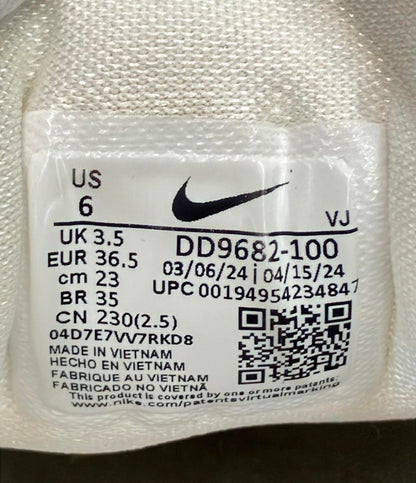 US
6
VJ
UK 3.5
EUR 36.5
cm 23
BR 35
CN 230(2.5)
04D7E7VV7RKD8
DD9682-100
03/06/24 | 04/15/24
UPC 00194954234847
MADE IN VIETNAM
HECHO EN VIETNAM
FABRIQUE AU VIETNAM
FABRICADO NO VIETNÃ
This product is covered by one or more patents:
www.nike.com/patentsvirtualmarking